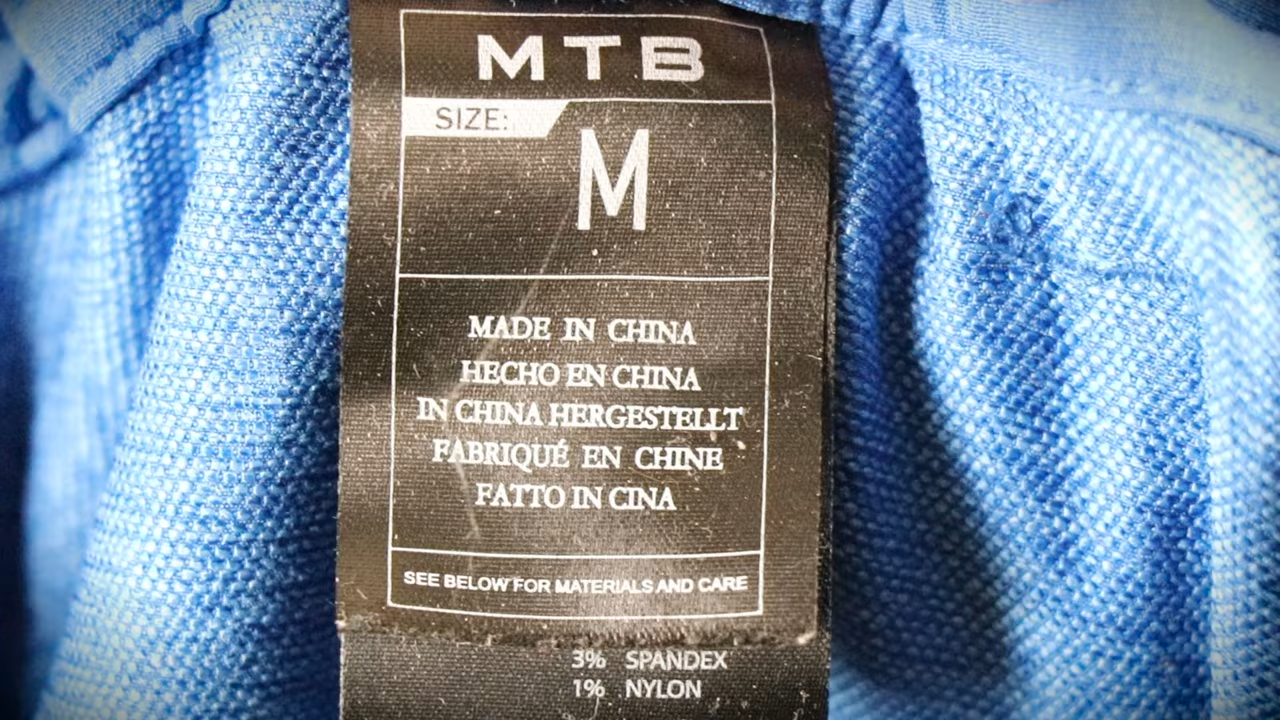 MTB
SIZE:
M
MADE IN CHINA
HECHO EN CHINA
IN CHINA HERGESTELLT
FABRIQUÉ EN CHINE
FATTO IN CINA
SEE BELOW FOR MATERIALS AND CARE
3% SPANDEX
1% NYLON